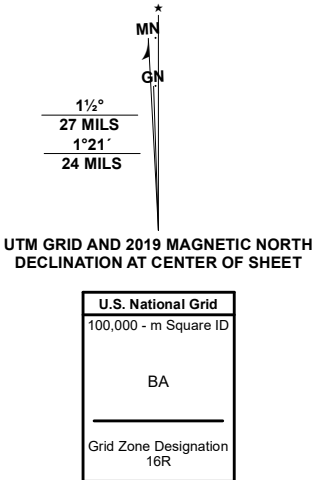 MN
GN
1½°
27 MILS
1°21´
24 MILS
UTM GRID AND 2019 MAGNETIC NORTH
DECLINATION AT CENTER OF SHEET
U.S. National Grid
100,000 - m Square ID
BA
Grid Zone Designation
16R